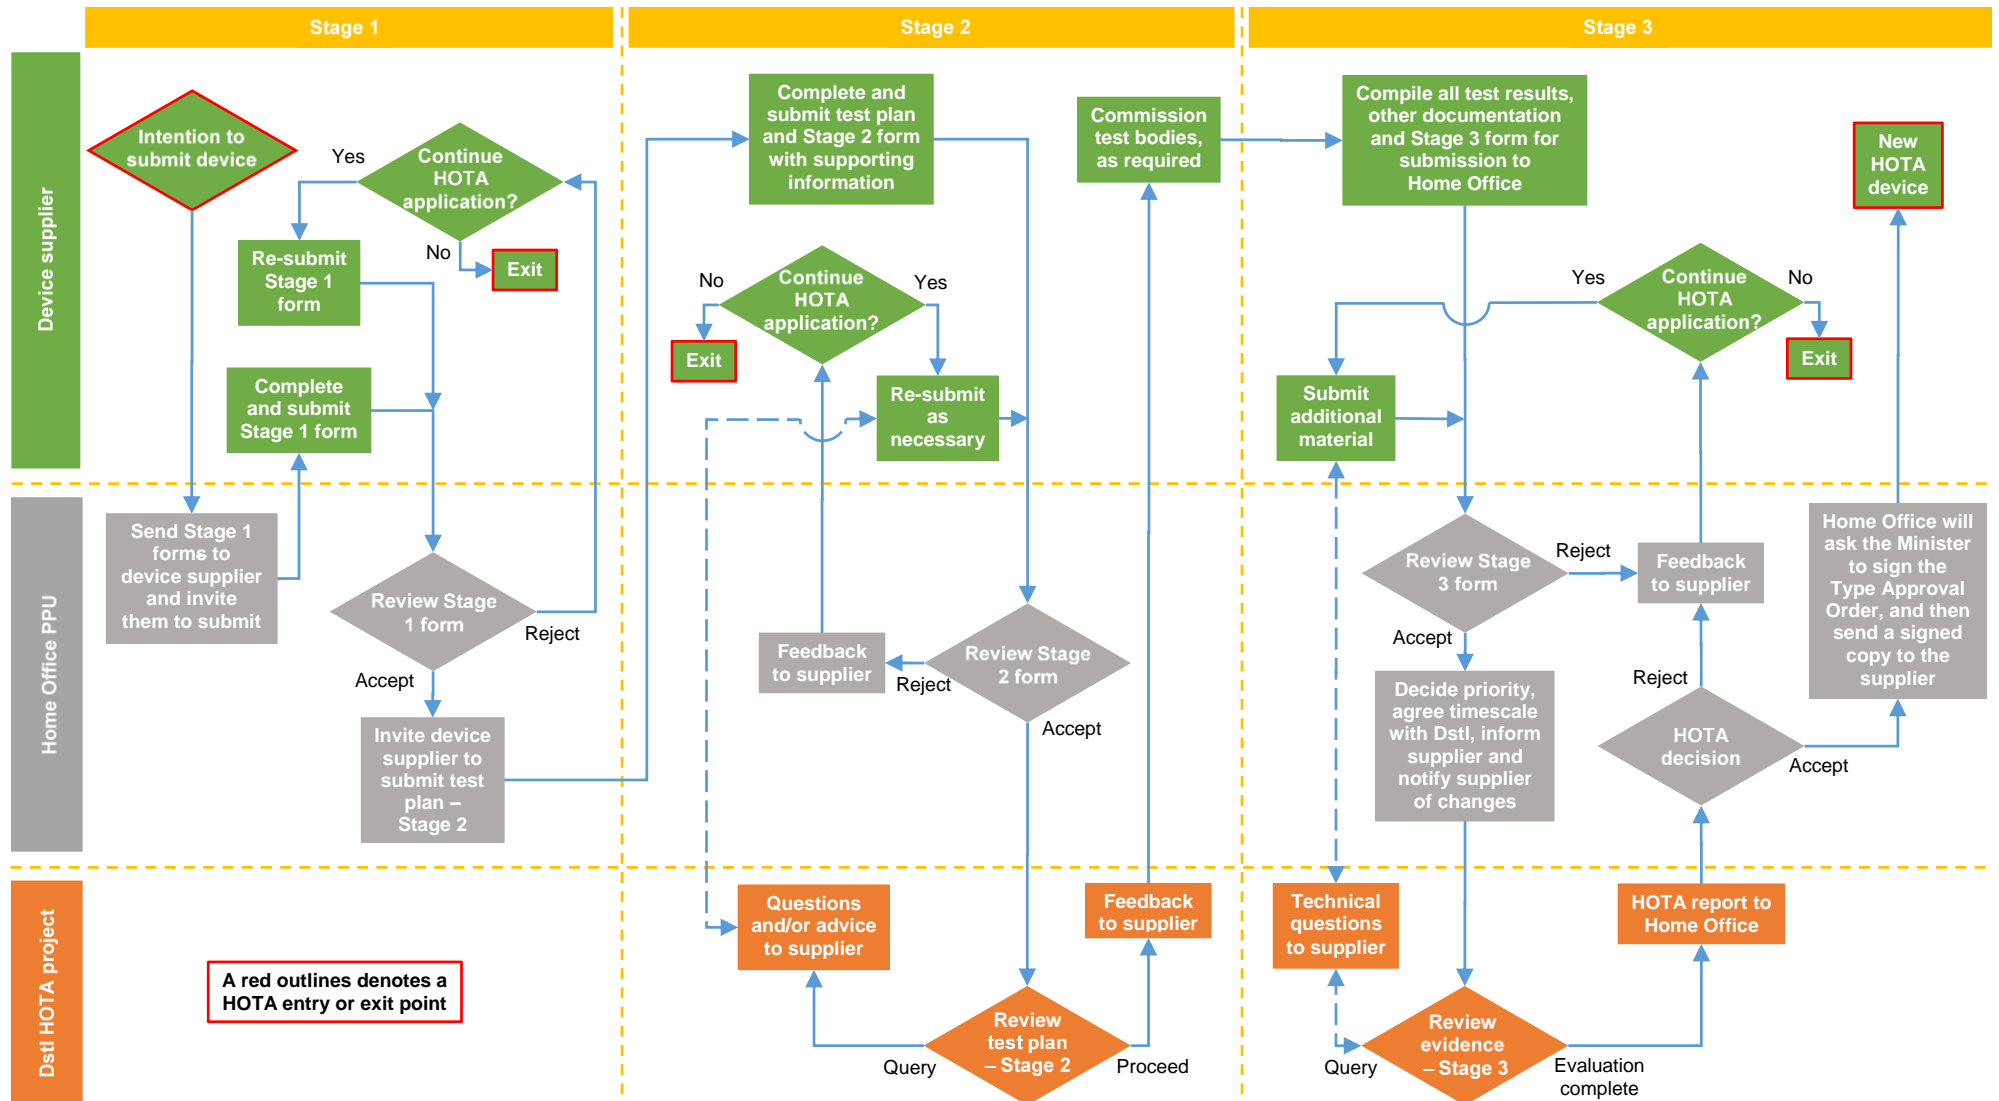 Stage 1
Stage 2
Stage 3
Device supplier
Intention to
submit device
Yes
Continue
HOTA
application?
No
Exit
Re-submit
Stage 1
form
Complete
and submit
Stage 1 form
Complete and
submit test plan
and Stage 2 form
with supporting
information
No
Continue
HOTA
application?
Yes
Exit
Re-submit
as
necessary
Commission
test bodies,
as required
Compile all test results,
other documentation
and Stage 3 form for
submission to
Home Office
Yes
Continue
HOTA
application?
No
Exit
New
HOTA
device
Submit
additional
material
Home Office PPU
Send Stage 1
forms to
device supplier
and invite
them to submit
Review Stage
1 form
Reject
Accept
Invite device
supplier to
submit test
plan –
Stage 2
Feedback
to supplier
Reject
Review Stage
2 form
Accept
Review Stage
3 form
Reject
Accept
Feedback
to supplier
Decide priority,
agree timescale
with Dstl, inform
supplier and
notify supplier
of changes
Reject
HOTA
decision
Accept
Home Office will
ask the Minister
to sign the
Type Approval
Order, and then
send a signed
copy to the
supplier
Dstl HOTA project
A red outlines denotes a
HOTA entry or exit point
Questions
and/or advice
to supplier
Query
Review
test plan
– Stage 2
Proceed
Feedback
to supplier
Technical
questions
to supplier
Query
Review
evidence
– Stage 3
Evaluation
complete
HOTA report to
Home Office